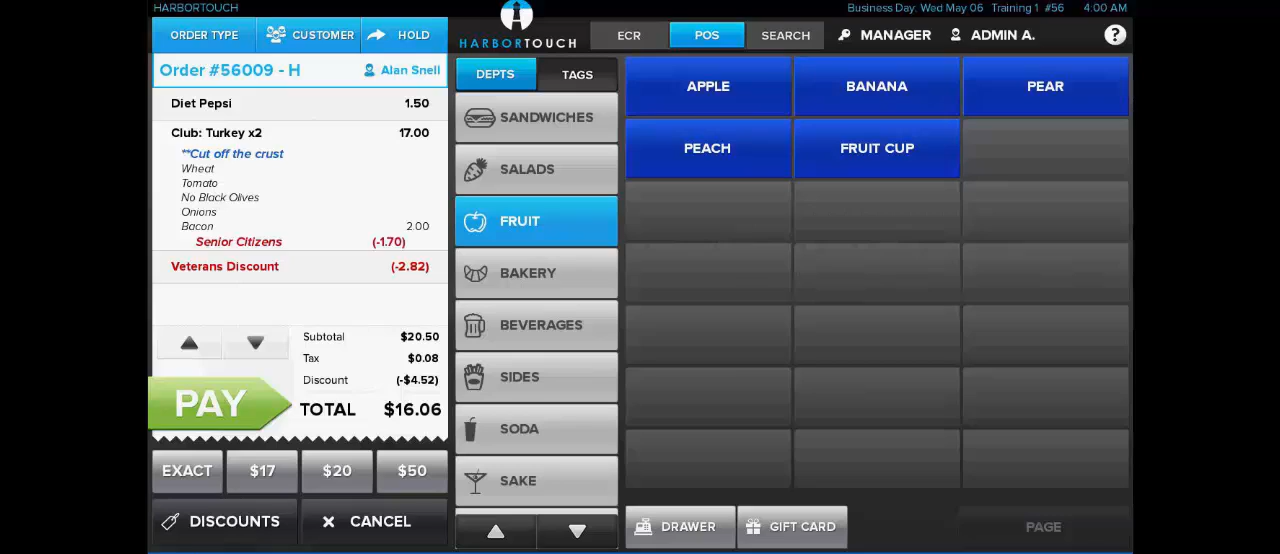 HARBORTOUCH
Business Day: Wed May 06 Training 1 #56 4:00 AM
ORDER TYPE CUSTOMER HOLD
HARBORTOUCH
ECR POS SEARCH MANAGER ADMIN A. ?
Order #56009 - H Alan Snell
Diet Pepsi 1.50
Club: Turkey x2 17.00
**Cut off the crust
Wheat
Tomato
No Black Olives
Onions
Bacon 2.00
Senior Citizens (-1.70)
Veterans Discount (-2.82)
Subtotal $20.50
Tax $0.08
Discount (-$4.52)
PAY
TOTAL $16.06
EXACT $17 $20 $50
DISCOUNTS X CANCEL
DEPTS TAGS
SANDWICHES
SALADS
FRUIT
BAKERY
BEVERAGES
SIDES
SODA
SAKE
APPLE BANANA PEAR
PEACH FRUIT CUP
DRAWER GIFT CARD PAGE